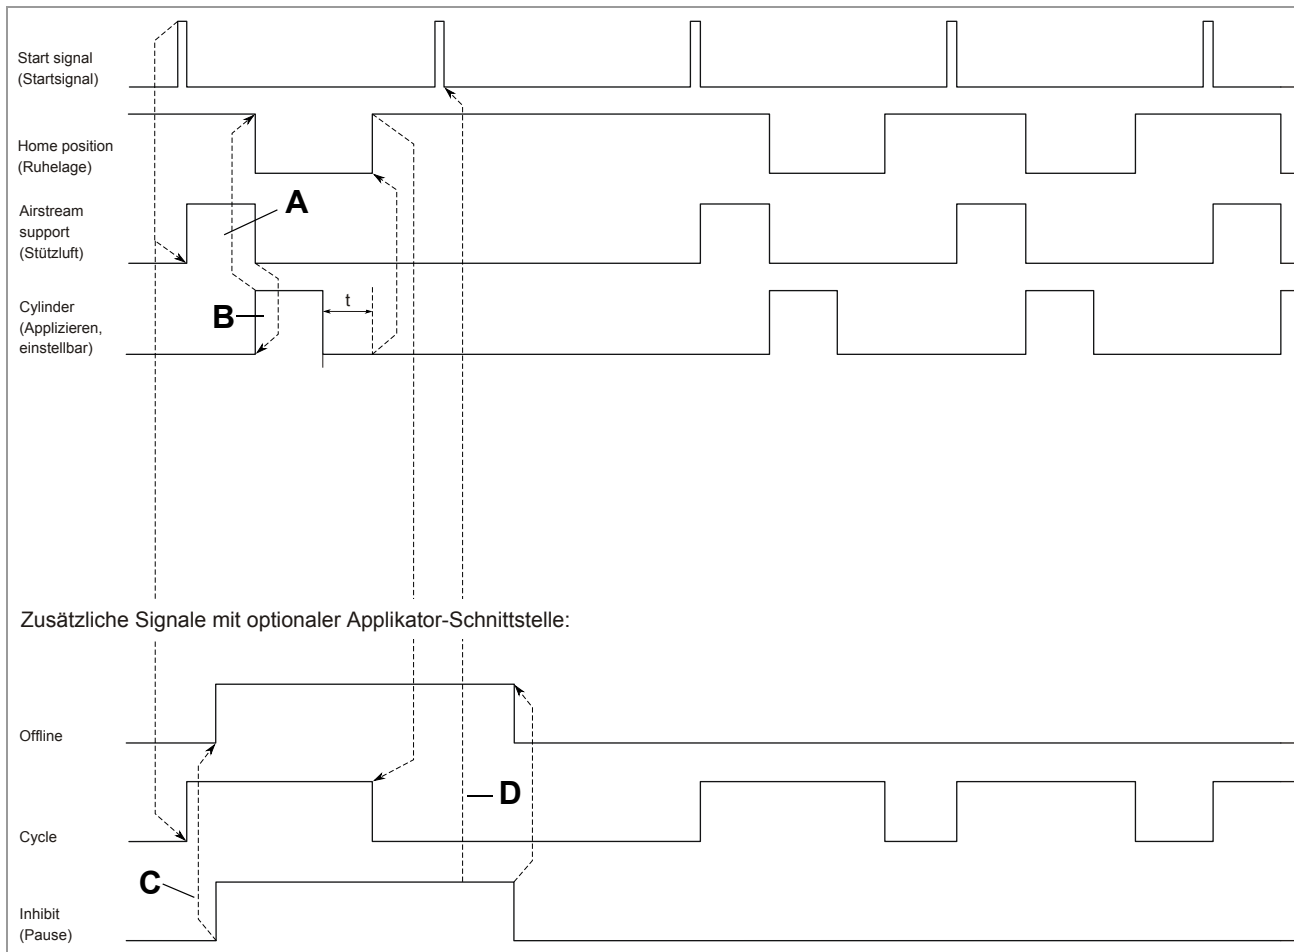 Start signal
(Startsignal)
Home position
(Ruhelage)
A
Airstream
support
(Stützluft)
t
B
Cylinder
(Applizieren,
einstellbar)
Zusätzliche Signale mit optionaler Applikator-Schnittstelle:
Offline
D
Cycle
C
Inhibit
(Pause)